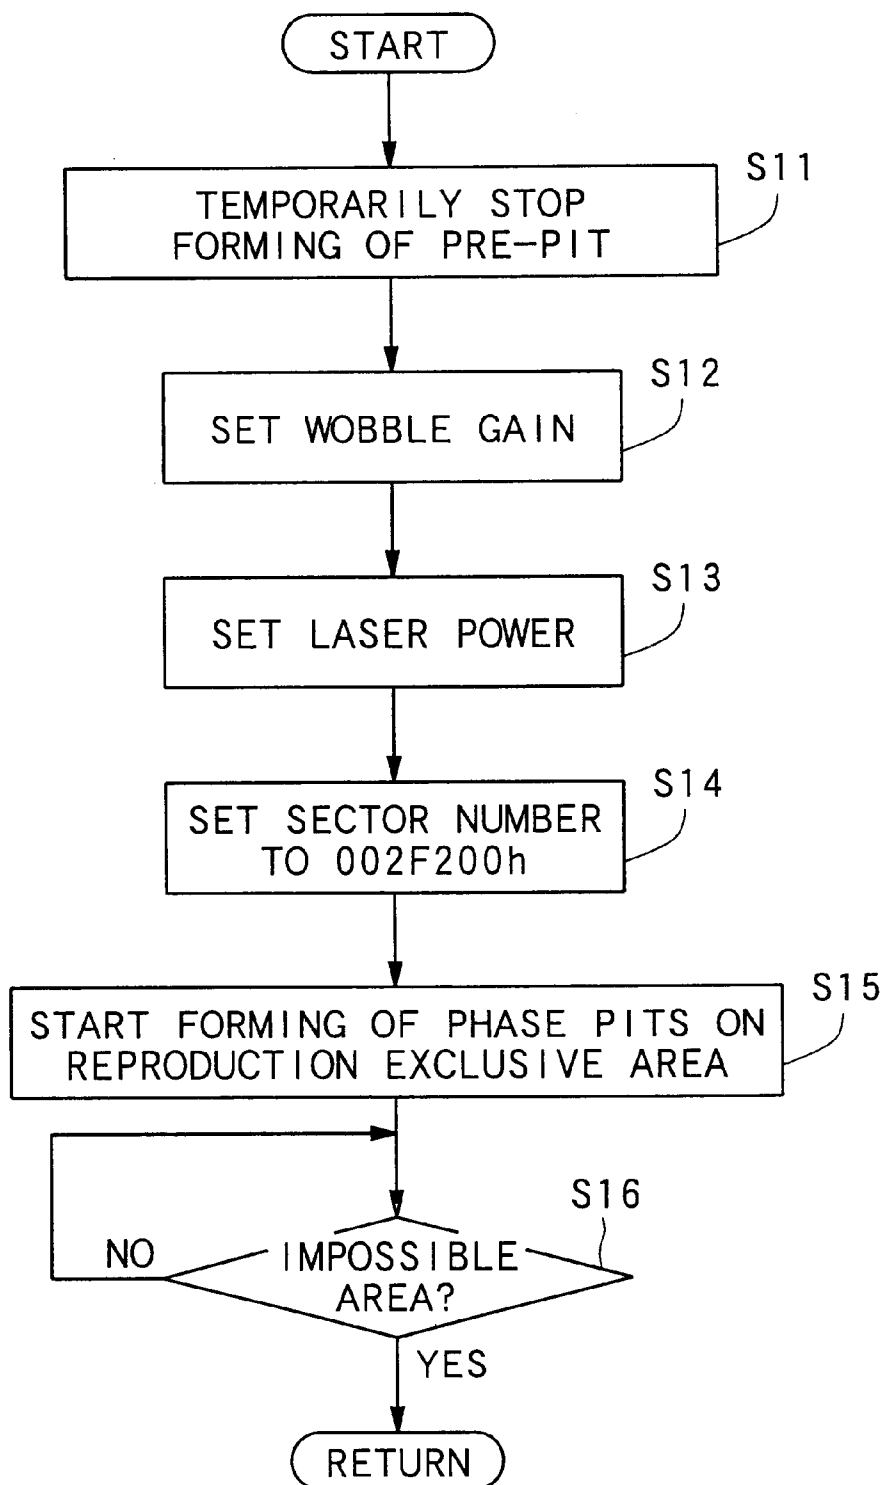 START
S11
TEMPORARILY STOP
FORMING OF PRE-PIT
S12
SET WOBBLE GAIN
S13
SET LASER POWER
S14
SET SECTOR NUMBER
TO 002F200h
S15
START FORMING OF PHASE PITS ON
REPRODUCTION EXCLUSIVE AREA
S16
NO
IMPOSSIBLE
AREA?
YES
RETURN